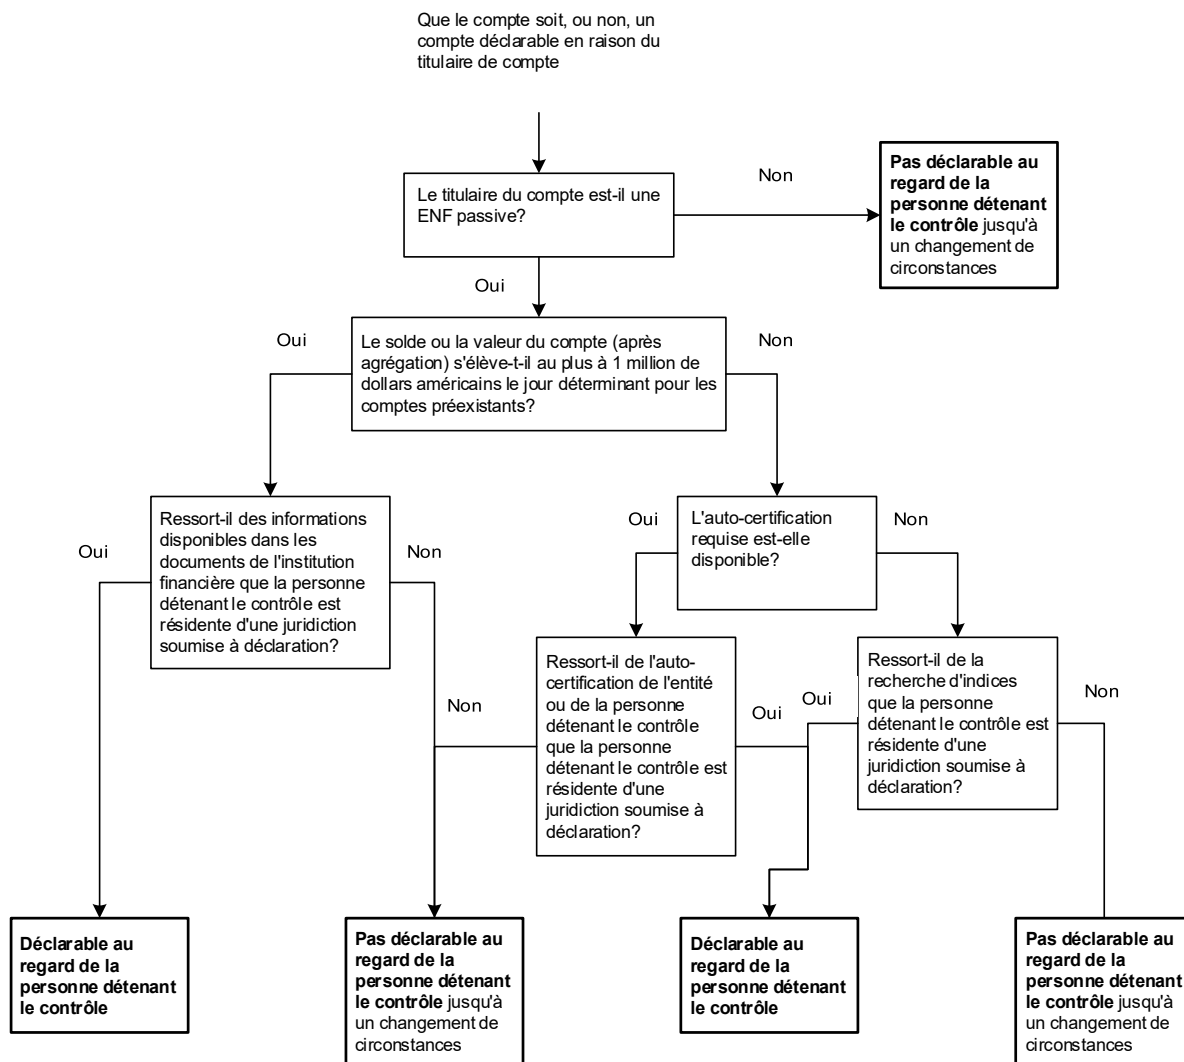 Que le compte soit, ou non, un
compte déclarable en raison du
titulaire de compte
Le titulaire du compte est-il une
ENF passive?
Non
Pas déclarable au
regard de la
personne détenant
le contrôle jusqu'à
un changement de
circonstances
Oui
Oui
Le solde ou la valeur du compte (après
agrégation) s'élève-t-il au plus à 1 million de
dollars américains le jour déterminant pour les
comptes préexistants?
Non
Oui
Ressort-il des informations
disponibles dans les
documents de l'institution
financière que la personne
détenant le contrôle est
résidente d'une juridiction
soumise à déclaration?
Non
Oui
L'auto-certification
requise est-elle
disponible?
Non
Non
Ressort-il de l'auto-
certification de l'entité
ou de la personne
détenant le contrôle
que la personne
détenant le contrôle est
résidente d'une
juridiction soumise à
déclaration?
Oui
Oui
Ressort-il de la
recherche d'indices
que la personne
détenant le contrôle est
résidente d'une
juridiction soumise à
déclaration?
Non
Déclarable au
regard de la
personne détenant
le contrôle
Pas déclarable au
regard de la
personne détenant
le contrôle jusqu'à
un changement de
circonstances
Déclarable au
regard de la
personne détenant
le contrôle
Pas déclarable au
regard de la
personne détenant
le contrôle jusqu'à
un changement de
circonstances